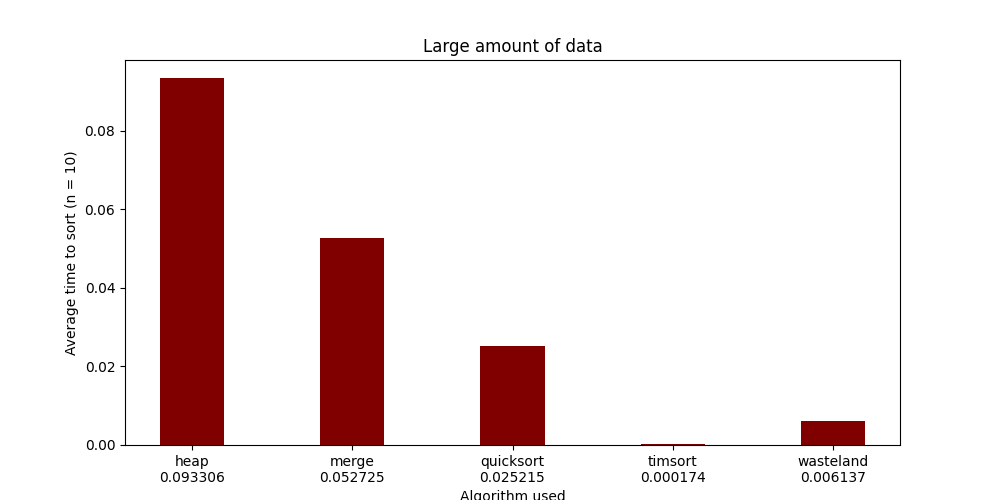 Large amount of data
Average time to sort (n = 10)
0.08
0.06
0.04
0.02
0.00
heap merge quicksort timsort wasteland
0.093306 0.052725 0.025215 0.000174 0.006137
Algorithm used